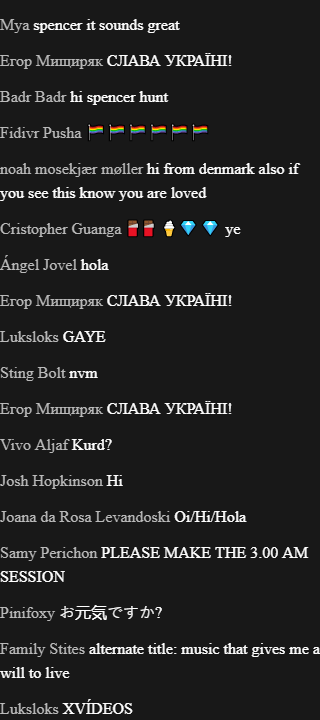 Mya spencer it sounds great
Егор Мищиряк СЛАВА УКРАЇНІ!
Badr Badr hi spencer hunt
Fidivr Pusha 🏳️‍🌈🏳️‍🌈🏳️‍🌈🏳️‍🌈🏳️‍🌈🏳️‍🌈
noah mosekjær møller hi from denmark also if
you see this know you are loved
Cristopher Guanga 🍫🍫🍦💎💎 ye
Ángel Jovel hola
Егор Мищиряк СЛАВА УКРАЇНІ!
Luksloks GAYE
Sting Bolt nvm
Егор Мищиряк СЛАВА УКРАЇНІ!
Vivo Aljaf Kurd?
Josh Hopkinson Hi
Joana da Rosa Levandoski Oi/Hi/Hola
Samy Perichon PLEASE MAKE THE 3.00 AM
SESSION
Pinifoxy お元気ですか?
Family Stites alternate title: music that gives me a
will to live
Luksloks XVÍDEOS